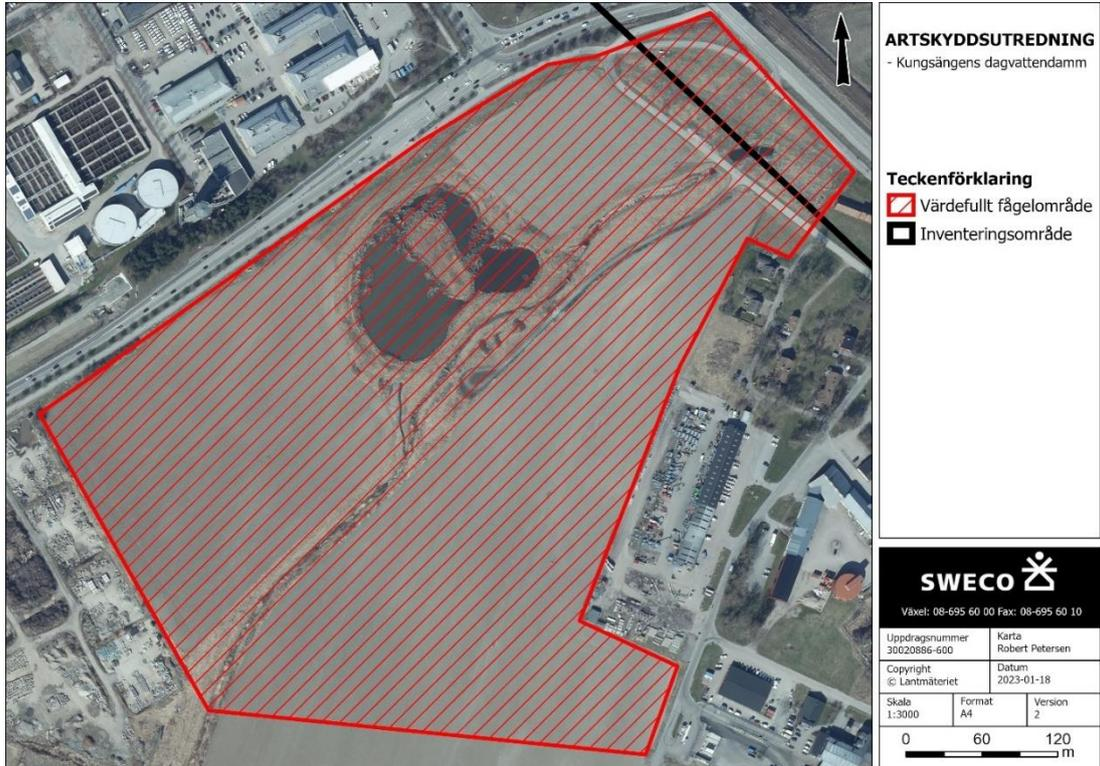 ARTSKYDDSUTREDNING
- Kungsängens dagvattendamm
Teckenförklaring
Värdefullt fågelområde
Inventeringsområde
SWECO
Växel: 08-695 60 00 Fax: 08-695 60 10
Uppdragsnummer
30020886-600
Karta
Robert Petersen
Copyright
© Lantmäteriet
Datum
2023-01-18
Skala
1:3000
Format
A4
Version
2
0 60 120
m